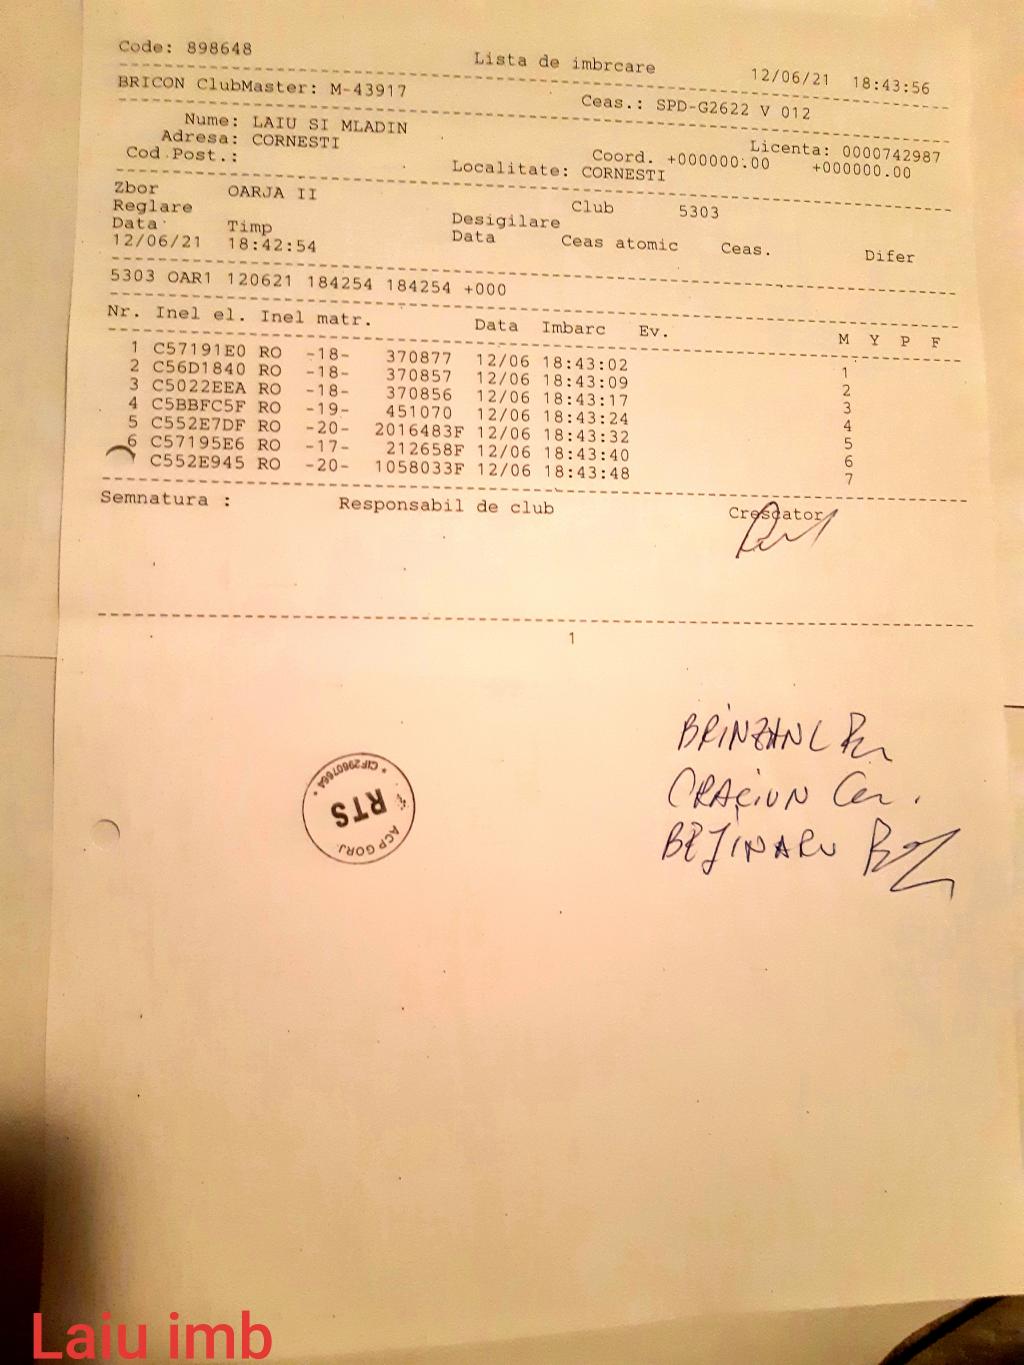 Code: 898648 Lista de imbrcare 12/06/21 18:43:56
BRICON ClubMaster: M-43917 Ceas.: SPD-G2622 V 012
Nume: LAIU SI MLADIN Licenta: 0000742987
Adresa: CORNESTI Coord. +000000.00 +000000.00
Cod.Post.: Localitate: CORNESTI
Zbor OARJA II Club 5303
Reglare Desigilare
Data Timp Data Ceas atomic Ceas. Difer
12/06/21 18:42:54
5303 OAR1 120621 184254 184254 +000
Nr. Inel el. Inel matr. Data Imbarc Ev. M Y P F
1 C57191E0 RO -18- 370877 12/06 18:43:02 1
2 C56D1840 RO -18- 370857 12/06 18:43:09 2
3 C5022EEA RO -18- 370856 12/06 18:43:17 3
4 C5BBFC5F RO -19- 451070 12/06 18:43:24 4
5 C552E7DF RO -20- 2016483F 12/06 18:43:32 5
6 C57195E6 RO -17- 212658F 12/06 18:43:40 6
C552E945 RO -20- 1058033F 12/06 18:43:48 7
Semnatura : Responsabil de club Crescator
1
BRINZAN C
CRACIUN
BEJINARU
RTS
ACP GORJ
CIF29607664
Laiu imb